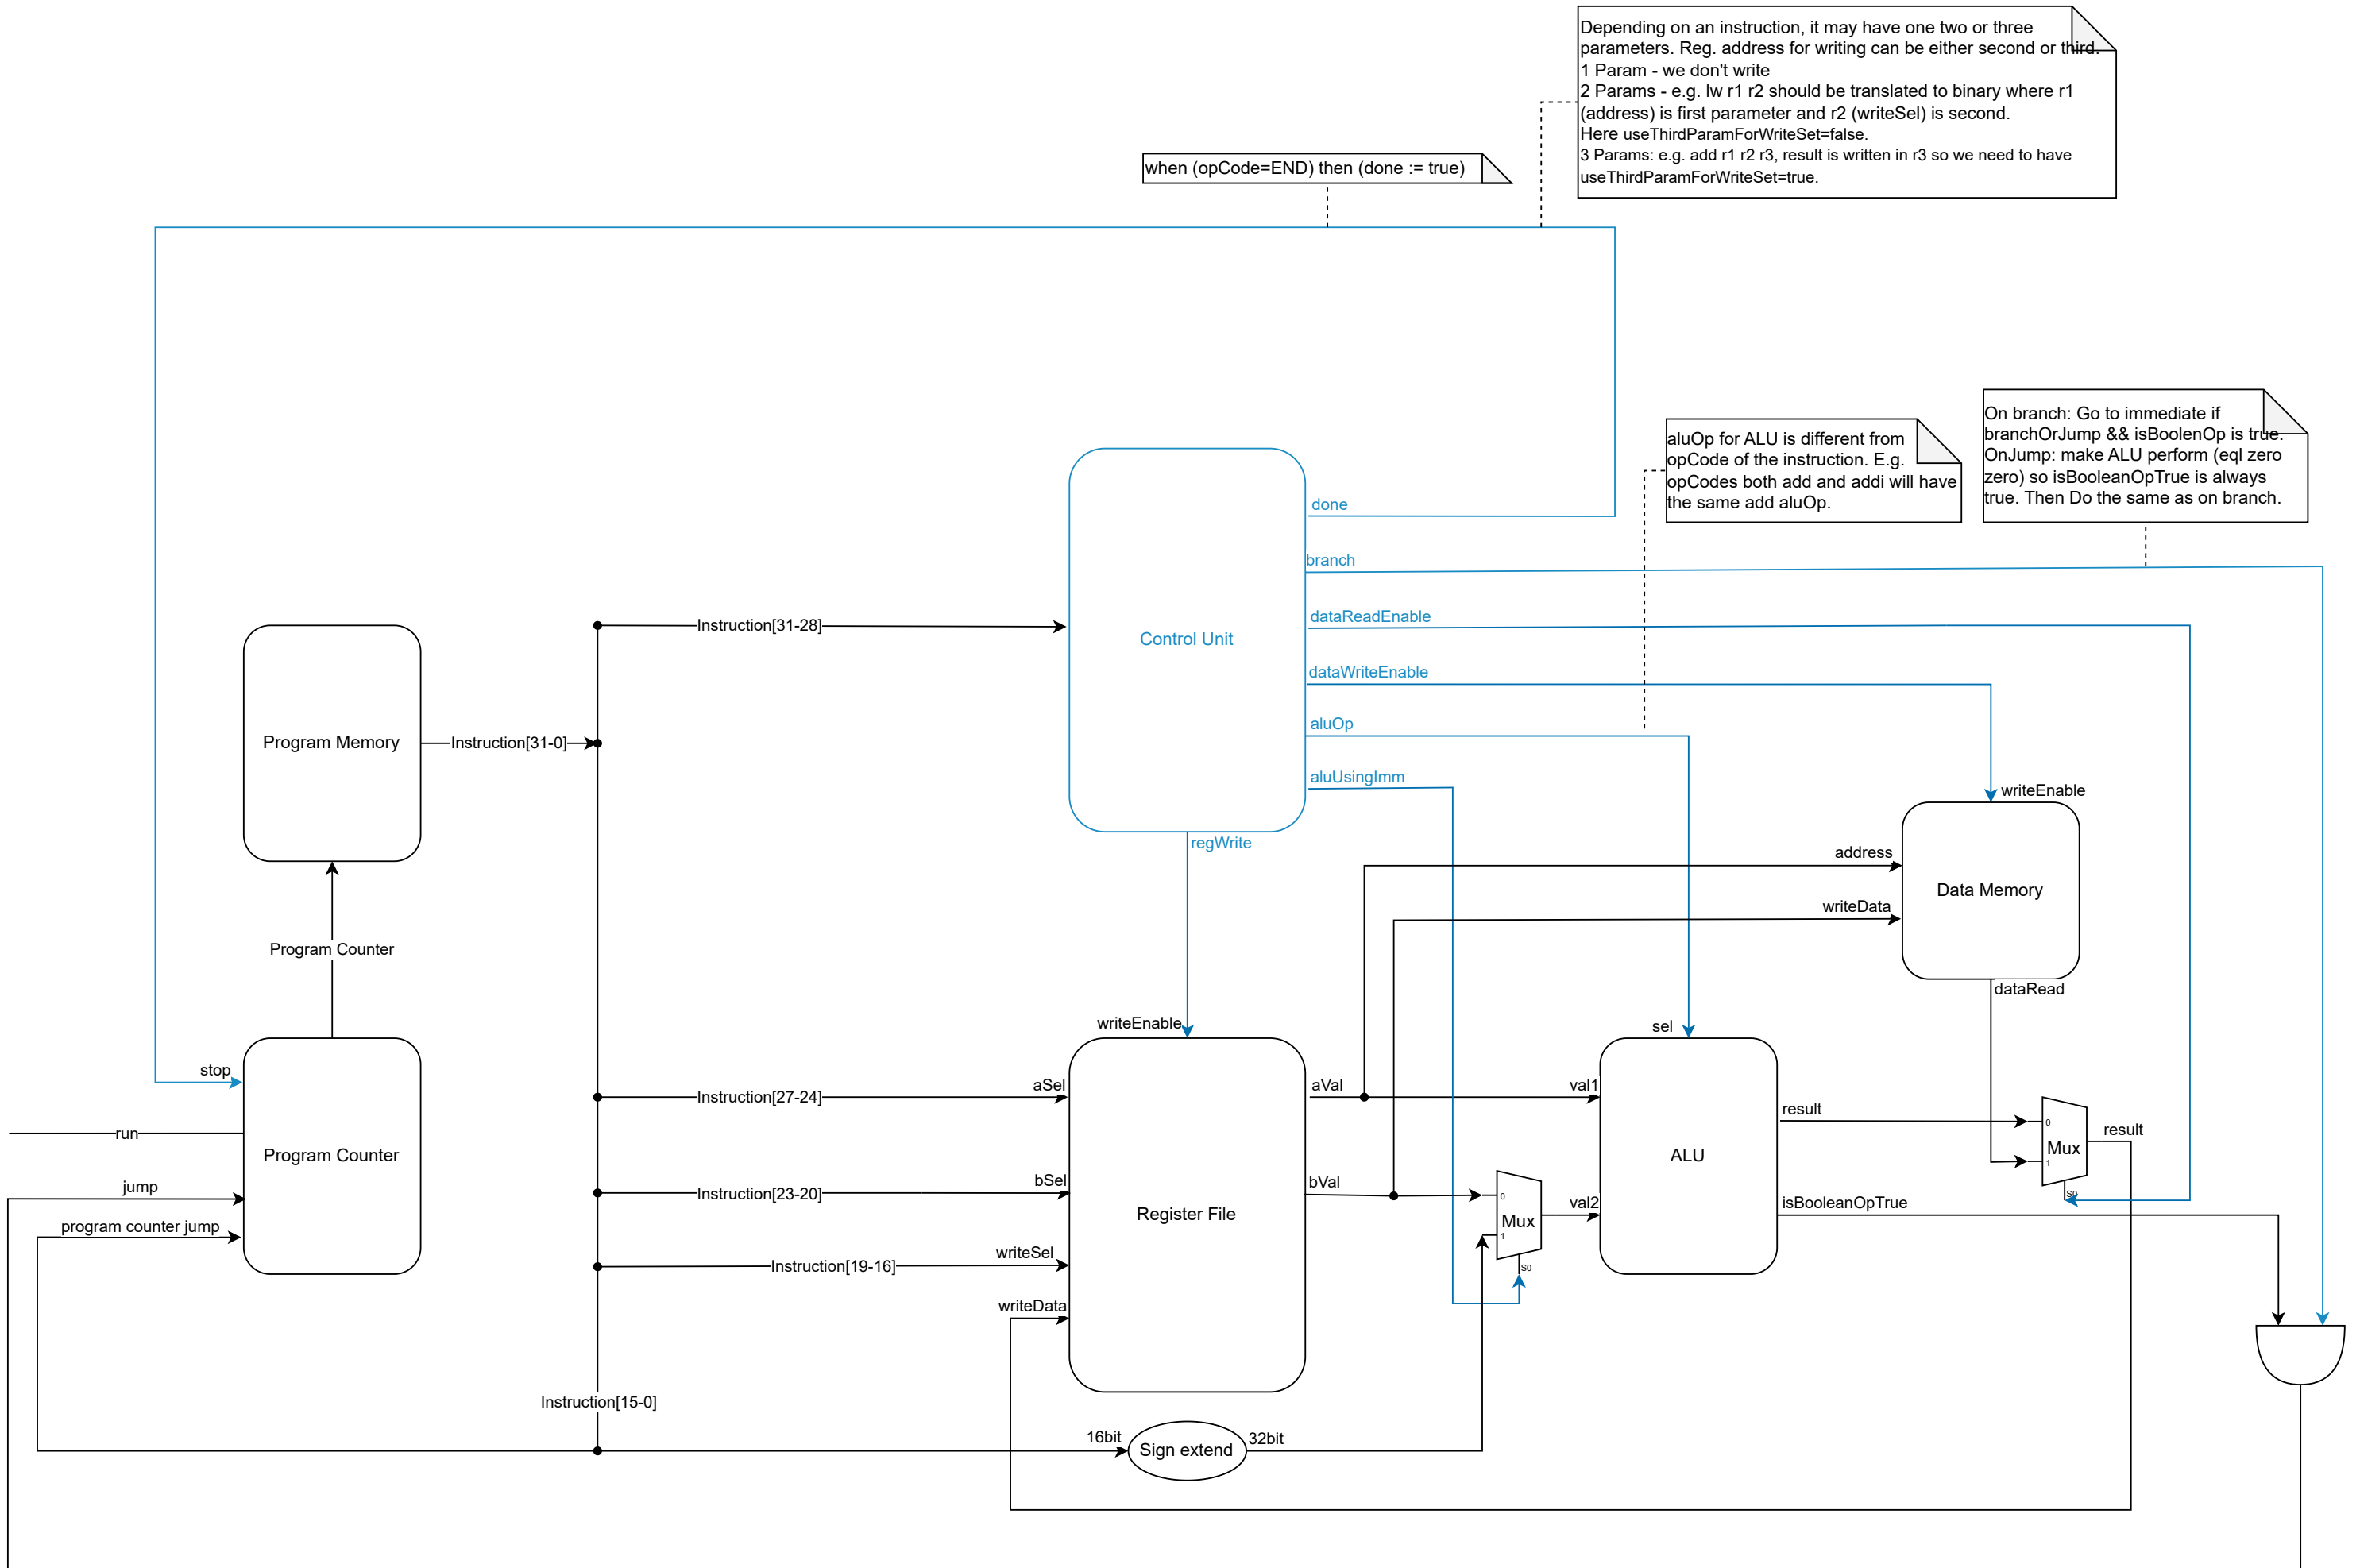 Depending on an instruction, it may have one two or three
parameters. Reg. address for writing can be either second or third.
1 Param - we don't write
2 Params - e.g. lw r1 r2 should be translated to binary where r1
(address) is first parameter and r2 (writeSel) is second.
Here useThirdParamForWriteSet=false.
3 Params: e.g. add r1 r2 r3, result is written in r3 so we need to have
useThirdParamForWriteSet=true.
when (opCode=END) then (done := true)
On branch: Go to immediate if
branchOrJump && isBoolenOp is true.
OnJump: make ALU perform (eql zero
zero) so isBooleanOpTrue is always
true. Then Do the same as on branch.
aluOp for ALU is different from
opCode of the instruction. E.g.
opCodes both add and addi will have
the same add aluOp.
done
branch
dataReadEnable
dataWriteEnable
aluOp
aluUsingImm
Control Unit
regWrite
Instruction[31-28]
Program Memory
Instruction[31-0]
Program Counter
writeEnable
address
writeData
Data Memory
dataRead
stop
run
jump
program counter jump
Program Counter
Instruction[27-24]
Instruction[23-20]
Instruction[19-16]
Instruction[15-0]
writeEnable
aSel
bSel
writeSel
writeData
Register File
aVal
bVal
0
Mux
1
S0
sel
val1
val2
ALU
result
isBooleanOpTrue
0
Mux
1
S0
result
16bit
Sign extend
32bit